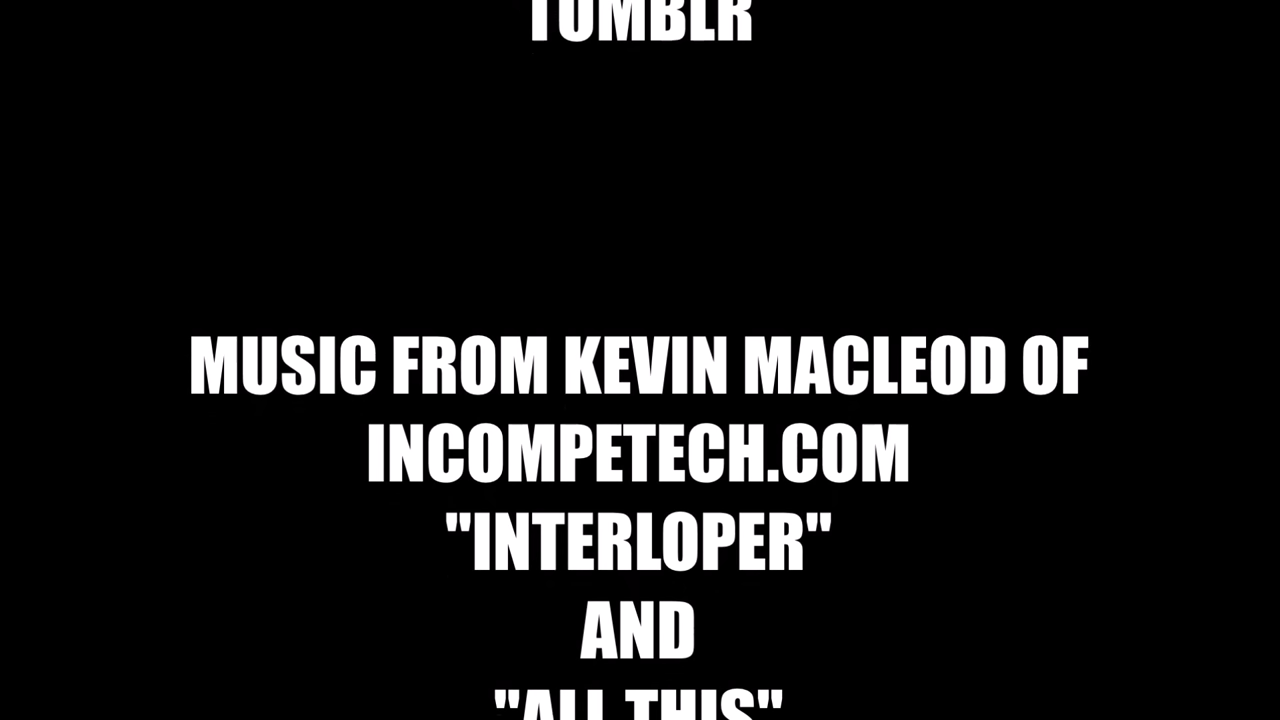 TUMBLR
MUSIC FROM KEVIN MACLEOD OF
INCOMPETECH.COM
"INTERLOPER"
AND
"ALL THIS"